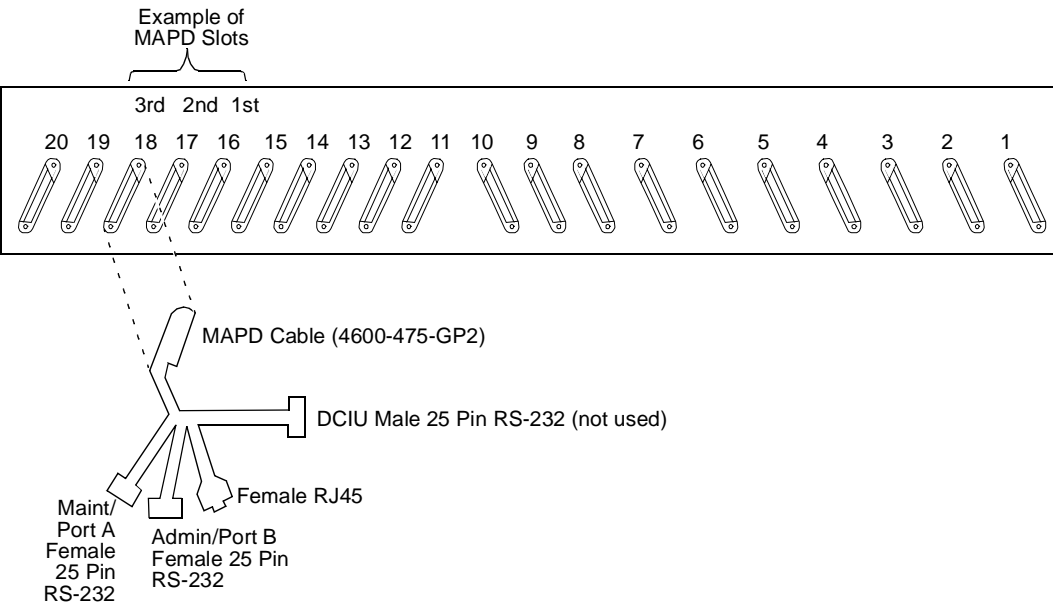 Example of
MAPD Slots
3rd 2nd 1st
20 19 18 17 16 15 14 13 12 11 10 9 8 7 6 5 4 3 2 1
MAPD Cable (4600-475-GP2)
DCIU Male 25 Pin RS-232 (not used)
Female RJ45
Maint/
Port A
Female
25 Pin
RS-232
Admin/Port B
Female 25 Pin
RS-232